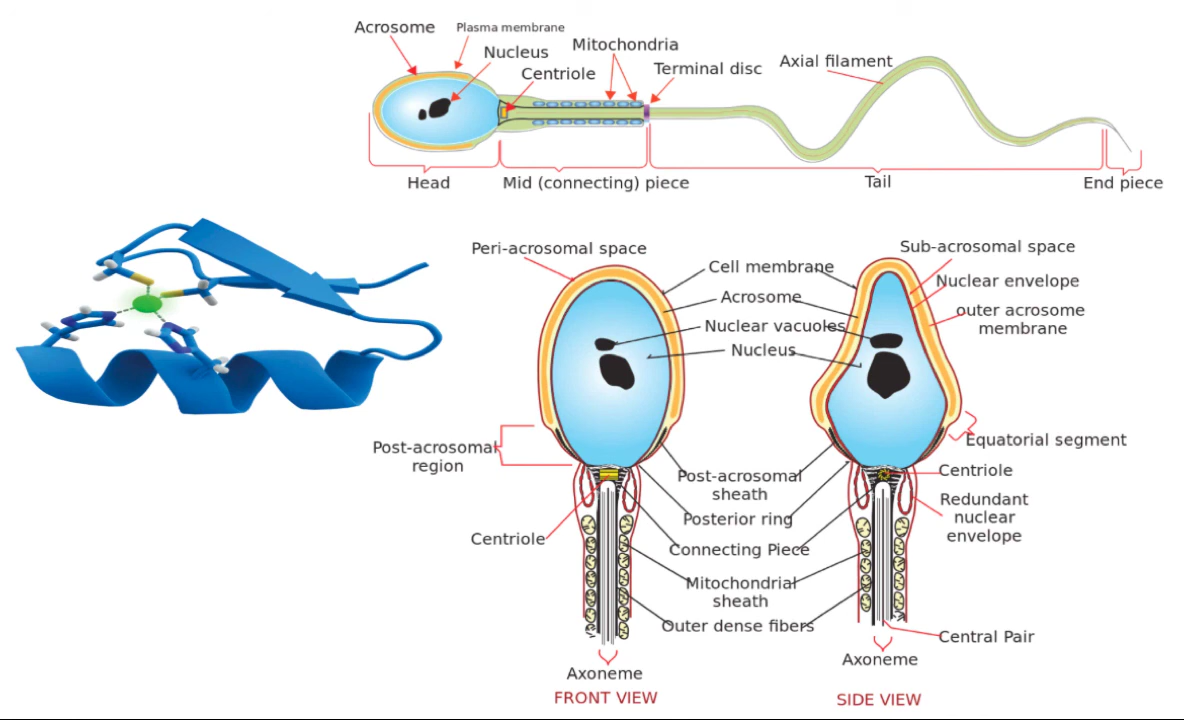 Acrosome
Plasma membrane
Nucleus
Mitochondria
Centriole
Terminal disc
Axial filament
Head
Mid (connecting) piece
Tail
End piece
Peri-acrosomal space
Sub-acrosomal space
Cell membrane
Nuclear envelope
Acrosome
outer acrosome
membrane
Nuclear vacuoles
Nucleus
Post-acrosomal
region
Equatorial segment
Post-acrosomal
sheath
Centriole
Redundant
nuclear
envelope
Posterior ring
Centriole
Connecting Piece
Mitochondrial
sheath
Outer dense fibers
Central Pair
Axoneme
Axoneme
FRONT VIEW
SIDE VIEW